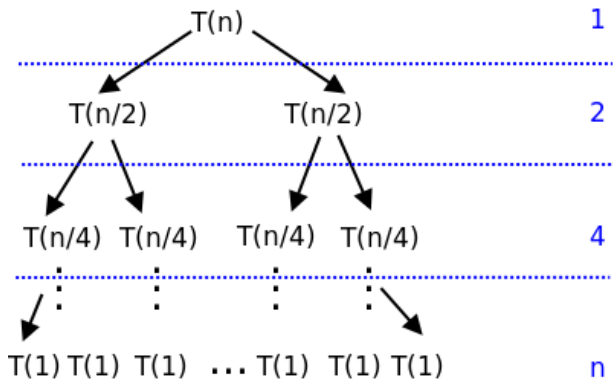 T(n) 1
T(n/2) T(n/2) 2
T(n/4) T(n/4) T(n/4) T(n/4) 4
T(1) T(1) T(1) ... T(1) T(1) T(1) n